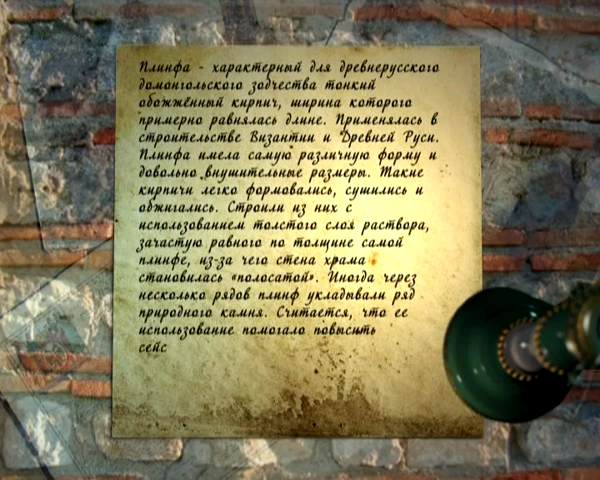 Плинфа - характерный для древнерусского
домонгольского зодчества тонкий
обожжённый кирпич, ширина которого
примерно равнялась длине. Применялась в
строительстве Византии и Древней Руси.
Плинфа имела самую различную форму и
довольно внушительные размеры. Такие
кирпичи легко формовались, сушились и
обжигались. Строили из них с
использованием толстого слоя раствора,
зачастую равного по толщине самой
плинфе, из-за чего стена храма
становилась «полосатой». Иногда через
несколько рядов плинф укладывали ряд
природного камня. Считается, что ее
использование помогало повысить
сейс